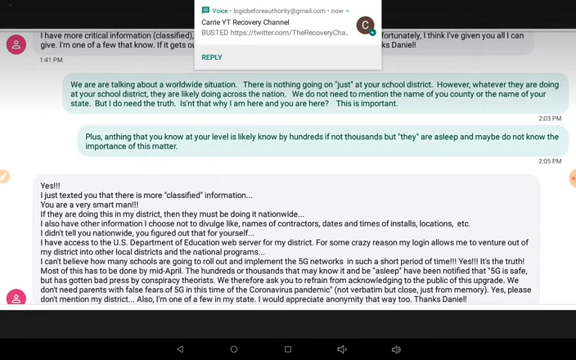 Voice • logicbeforeauthority@gmail.com • now
Carrie YT Recovery Channel
BUSTED https://twitter.com/TheRecoveryCha..
C
REPLY
I have more critical information (classified),
fortunately, I think I've given you all I can
give. I'm one of a few that know. If it gets ou
ks Daniel!
1:41 PM
We are are talking about a worldwide situation. There is nothing going on "just" at your school district. However, whatever they are doing
at your school district, they are likely doing across the nation. We do not need to mention the name of you county or the name of your
state. But I do need the truth. Is'nt that why I am here and you are here? This is important.
2:03 PM
Plus, anthing that you know at your level is likely know by hundreds if not thousands but "they" are asleep and maybe do not know the
importance of this matter.
2:05 PM
Yes!!!
I just texted you that there is more "classified" information...
You are a very smart man!!!
If they are doing this in my district, then they must be doing it nationwide...
I also have other information I choose not to divulge like, names of contractors, dates and times of installs, locations, etc.
I didn't tell you nationwide, you figured out that for yourself...
I have access to the U.S. Department of Education web server for my district. For some crazy reason my login allows me to venture out of
my district into other local districts and the national programs...
I can't believe how many schools are going to roll out and implement the 5G networks in such a short period of time!!! Yes!!! It's the truth!
Most of this has to be done by mid-April. The hundreds or thousands that may know it and be "asleep" have been notified that "5G is safe,
but has gotten bad press by conspiracy theorists. We therefore ask you to refrain from acknowledging to the public of this upgrade. We
don't need parents with false fears of 5G in this time of the Coronavirus pandemic" (not verbatim but close, just from memory). Yes, please
don't mention my district... Also, I'm one of a few in my state. I would appreciate anonymity that way too. Thanks Daniel!